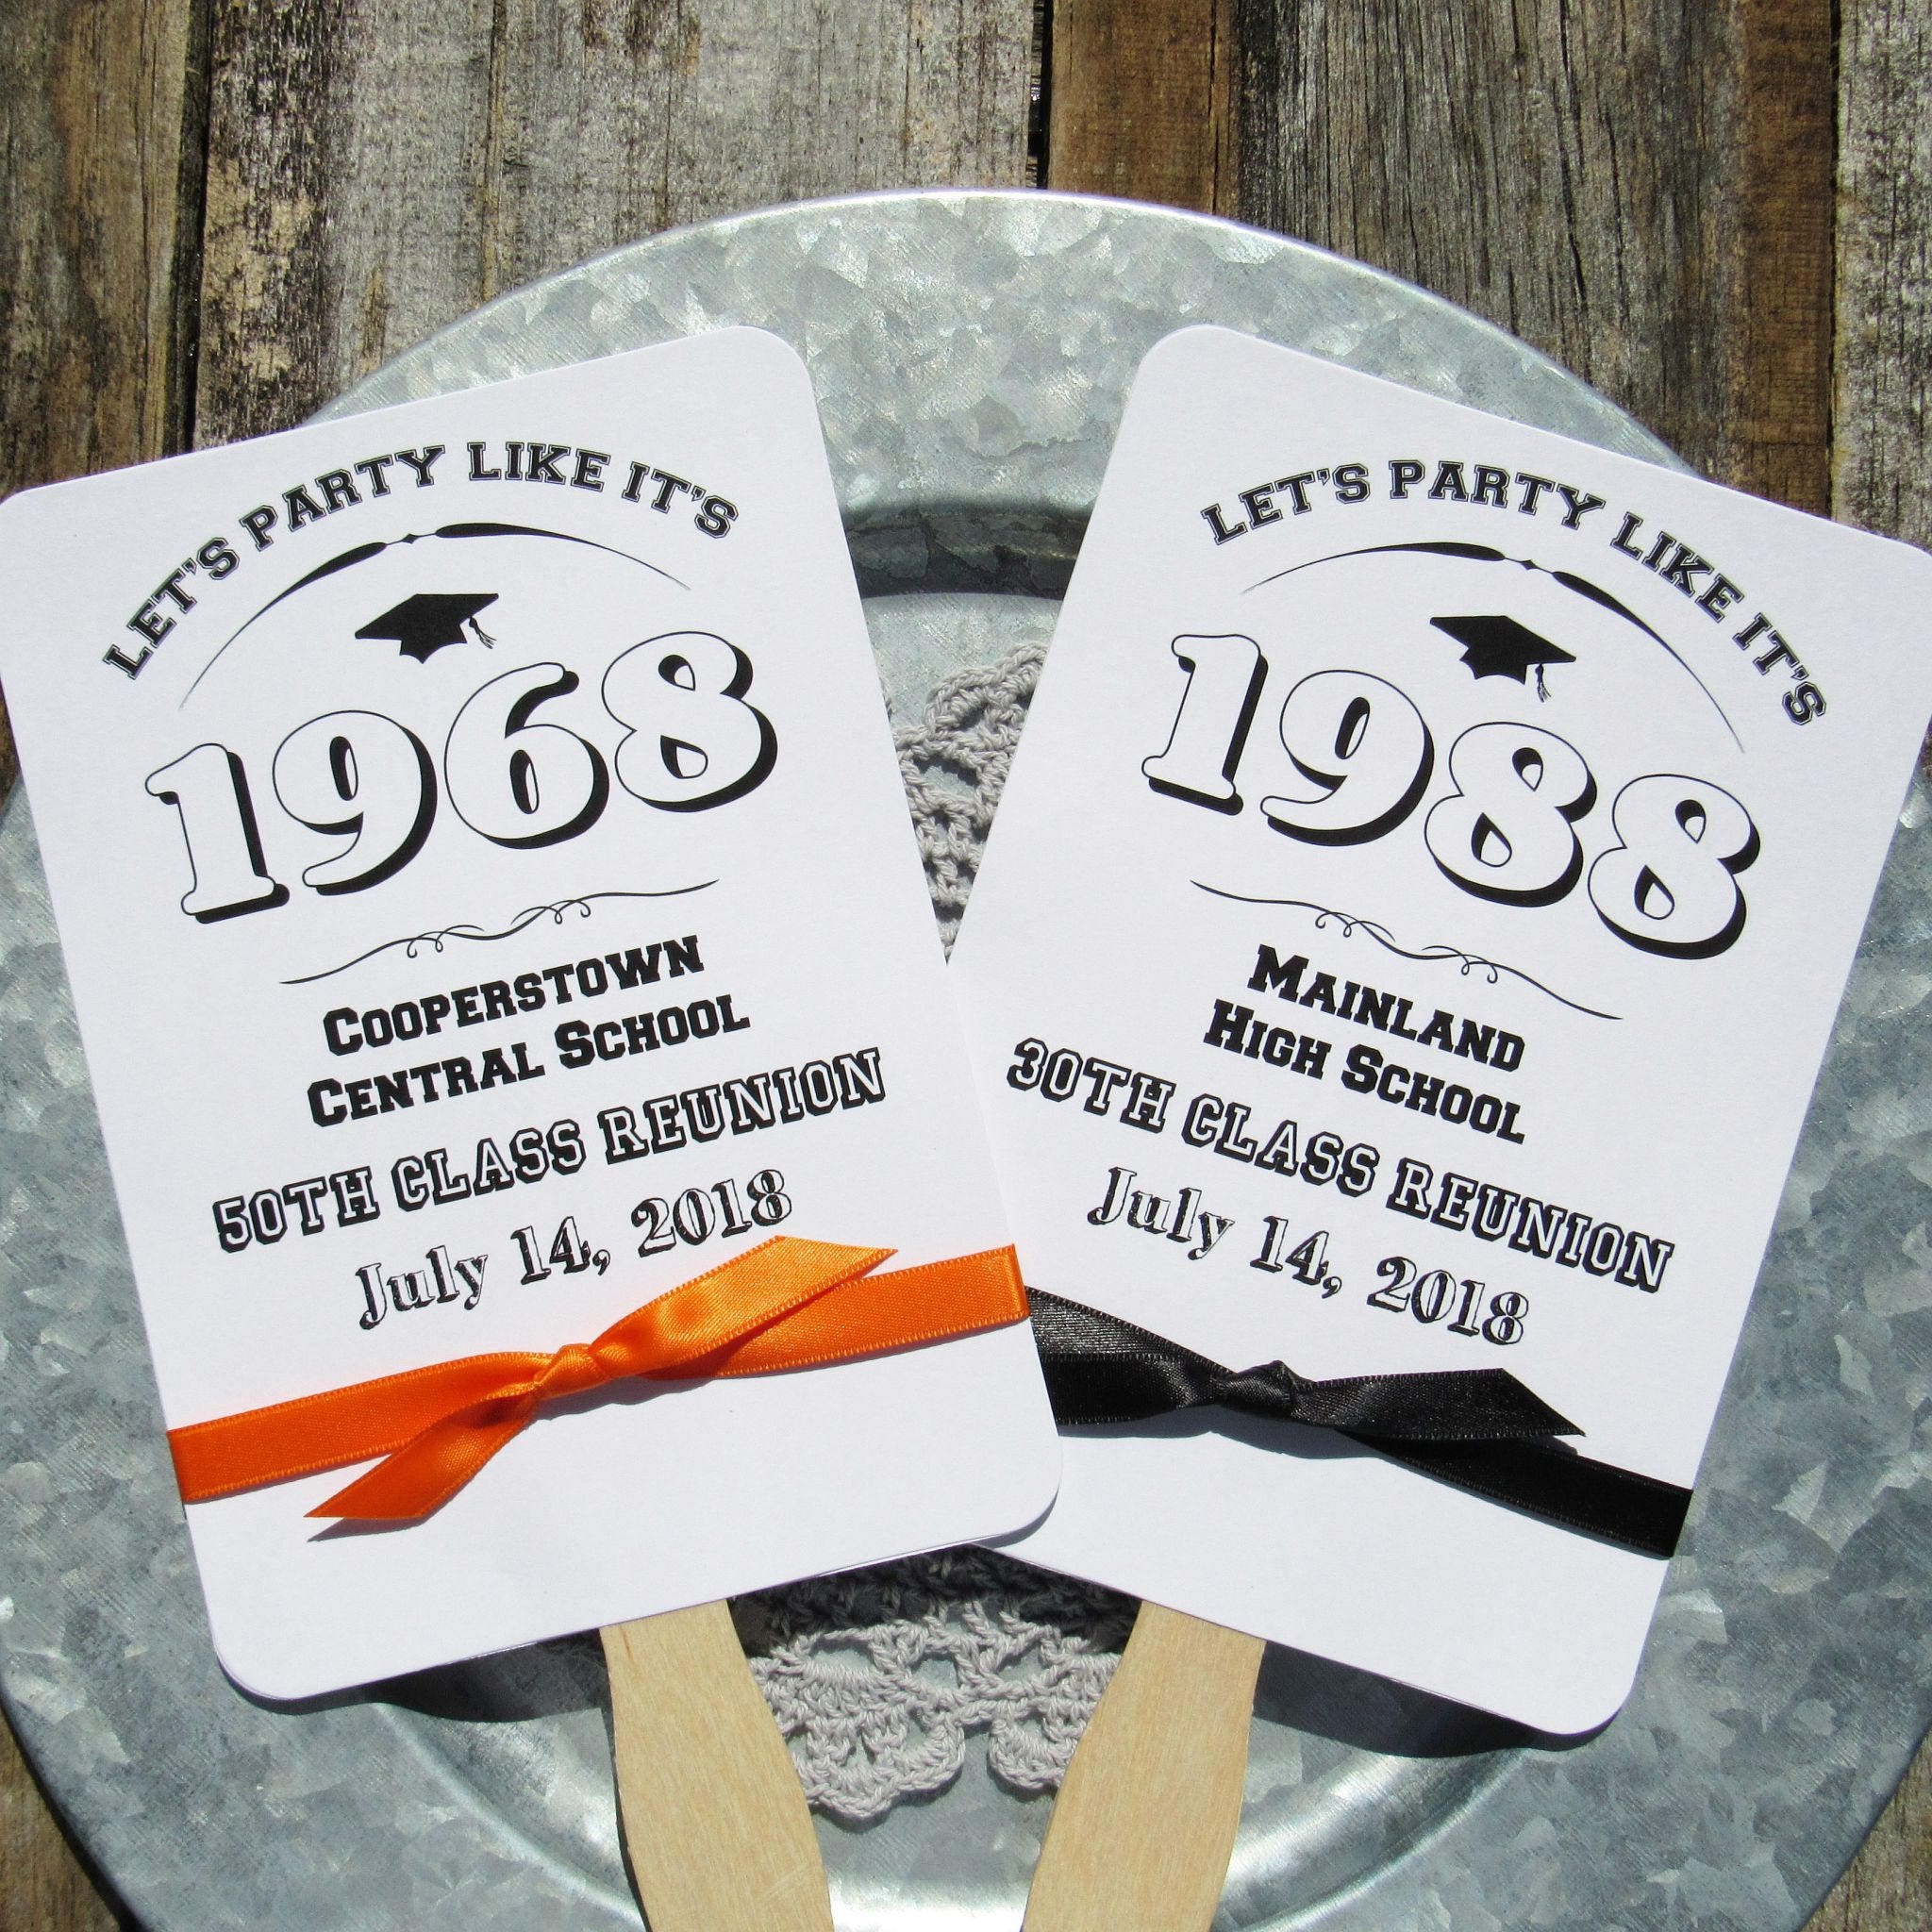 LET'S PARTY LIKE IT'S
1968
COOPERSTOWN
CENTRAL SCHOOL
50TH CLASS REUNION
July 14, 2018
LET'S PARTY LIKE IT'S
1988
MAINLAND
HIGH SCHOOL
30TH CLASS REUNION
July 14, 2018